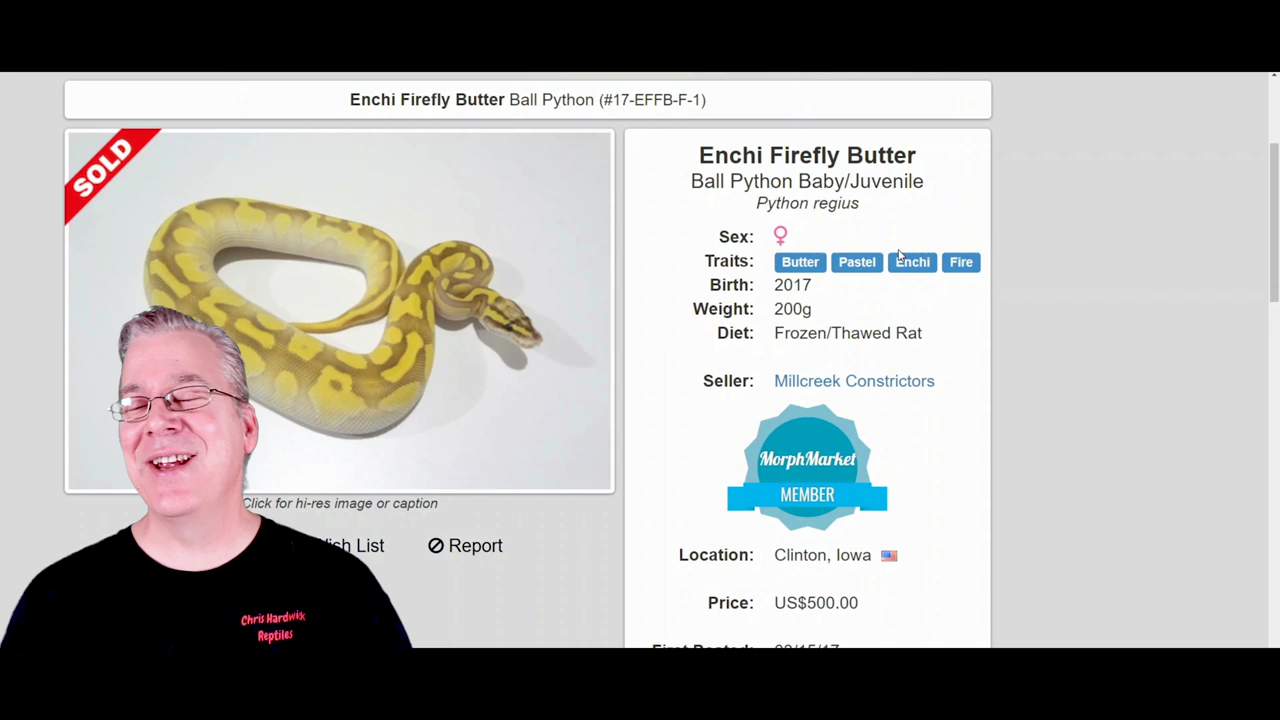 Enchi Firefly Butter Ball Python (#17-EFFB-F-1)
SOLD
Enchi Firefly Butter
Ball Python Baby/Juvenile
Python regius
Sex: ♀
Traits: Butter Pastel Enchi Fire
Birth: 2017
Weight: 200g
Diet: Frozen/Thawed Rat
Seller: Millcreek Constrictors
MorphMarket
MEMBER
Click for hi-res image or caption
List
Report
Location: Clinton, Iowa
Price: US$500.00
Chris Hardwick
Reptiles